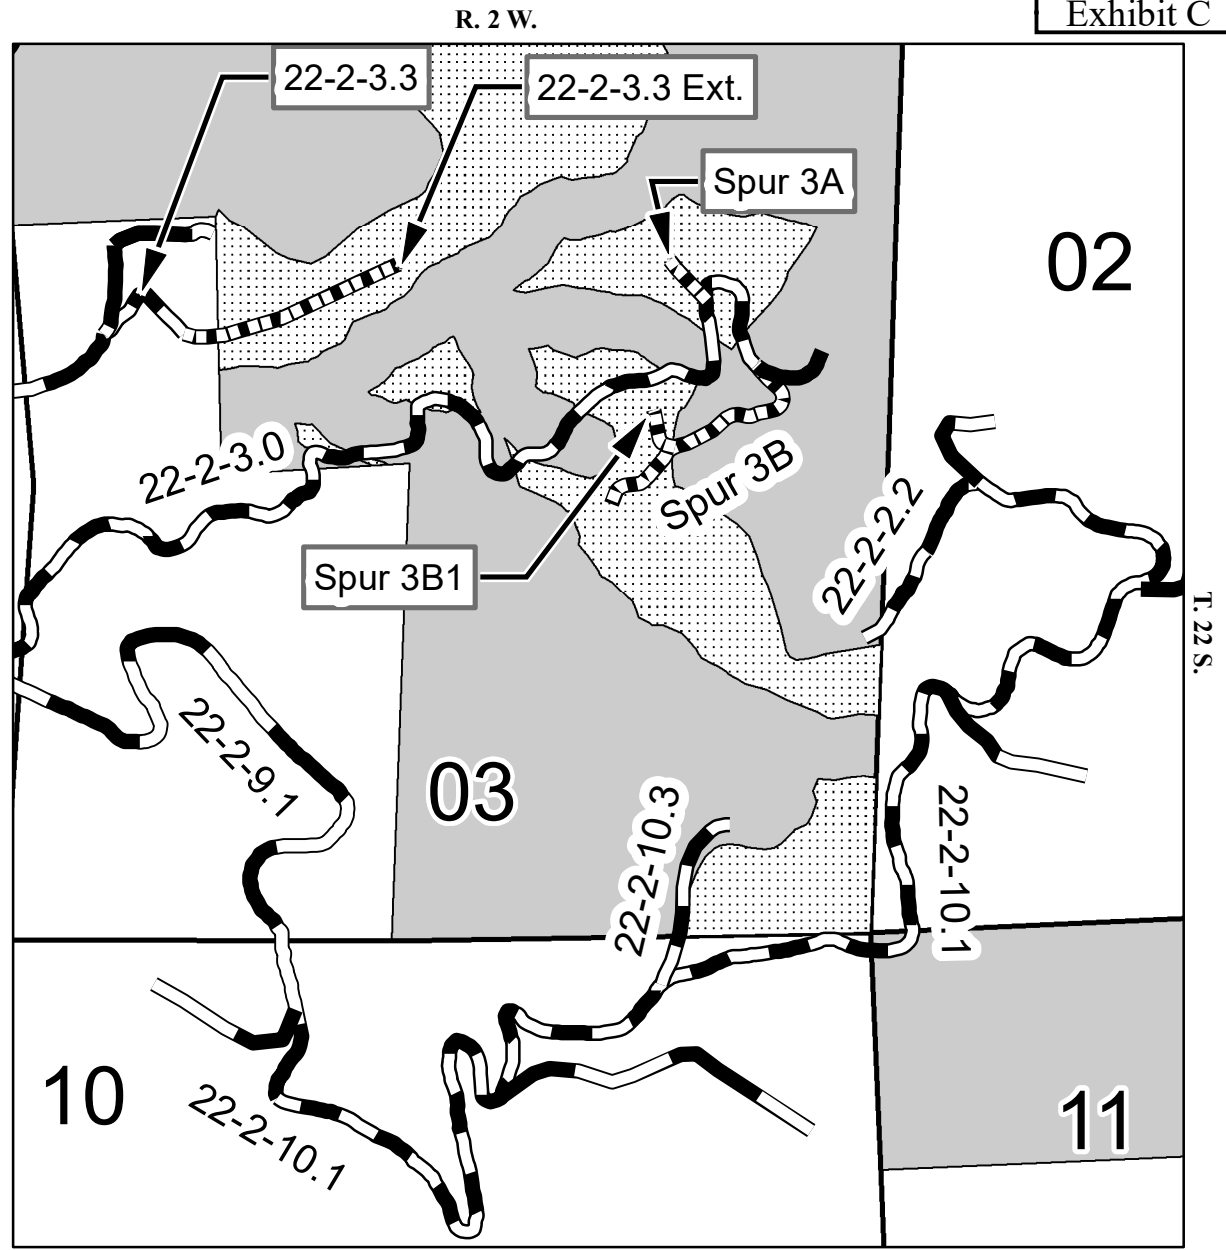 R. 2 W.
Exhibit C
22-2-3.3
22-2-3.3 Ext.
Spur 3A
02
22-2-3.0
Spur 3B
22-2-2.2
Spur 3B1
T. 22 S.
22-2-9.1
03
22-2-10.3
22-2-10.1
10
22-2-10.1
11